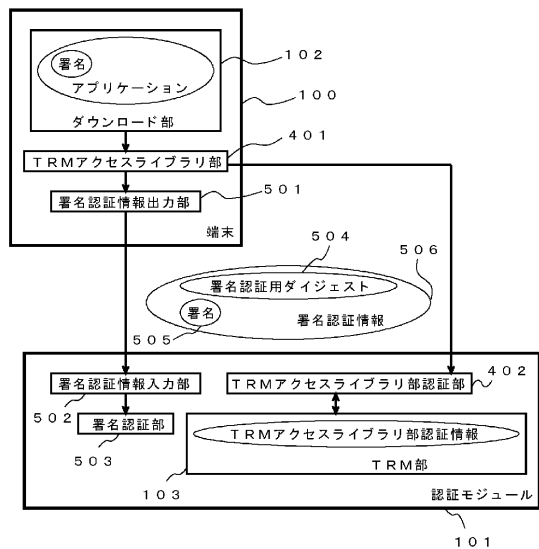 署名
アプリケーション
ダウンロード部
102
100
TRMアクセスライブラリ部
401
署名認証情報出力部
501
端末
504
506
署名認証用ダイジェスト
署名
署名認証情報
505
署名認証情報入力部
TRMアクセスライブラリ部認証部
402
502
署名認証部
503
TRMアクセスライブラリ部認証情報
TRM部
103
認証モジュール
101